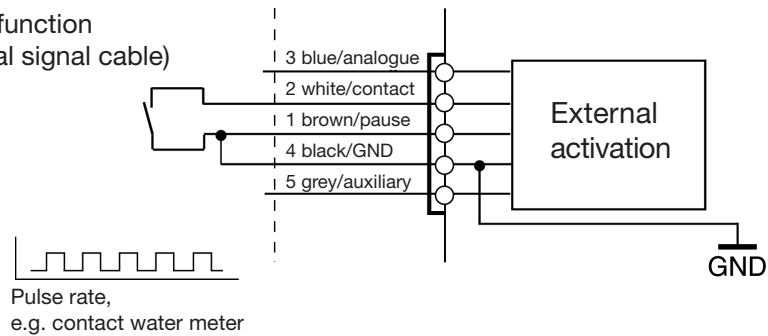 function
al signal cable)
3 blue/analogue
2 white/contact
1 brown/pause
4 black/GND
5 grey/auxiliary
External
activation
GND
Pulse rate,
e.g. contact water meter